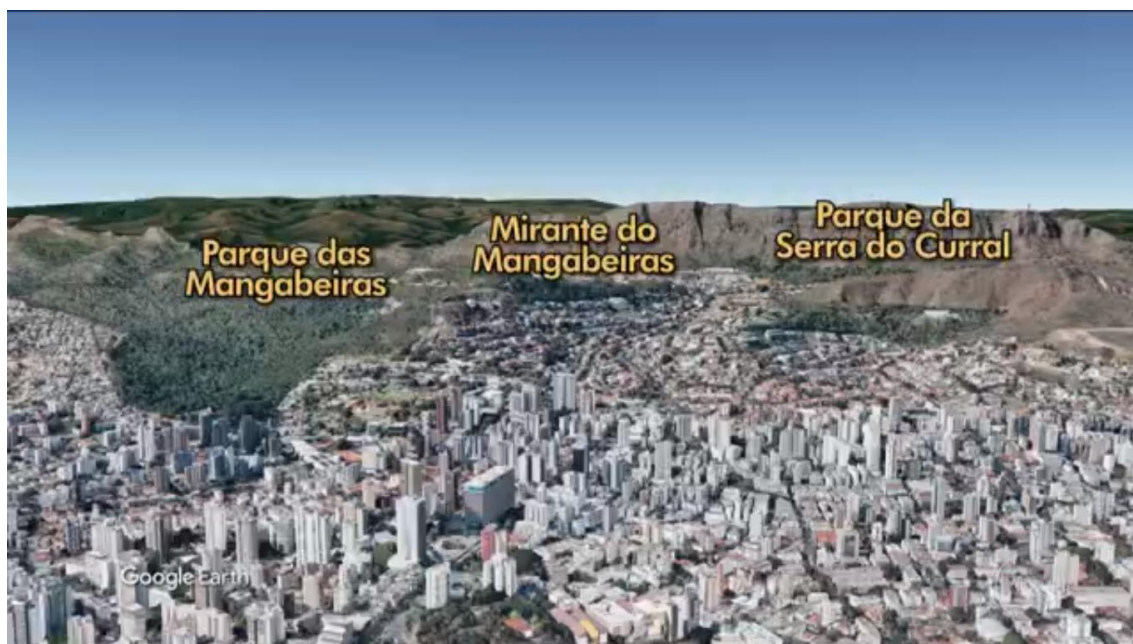 Parque das
Mangabeiras
Mirante do
Mangabeiras
Parque da
Serra do Curral
Google Earth